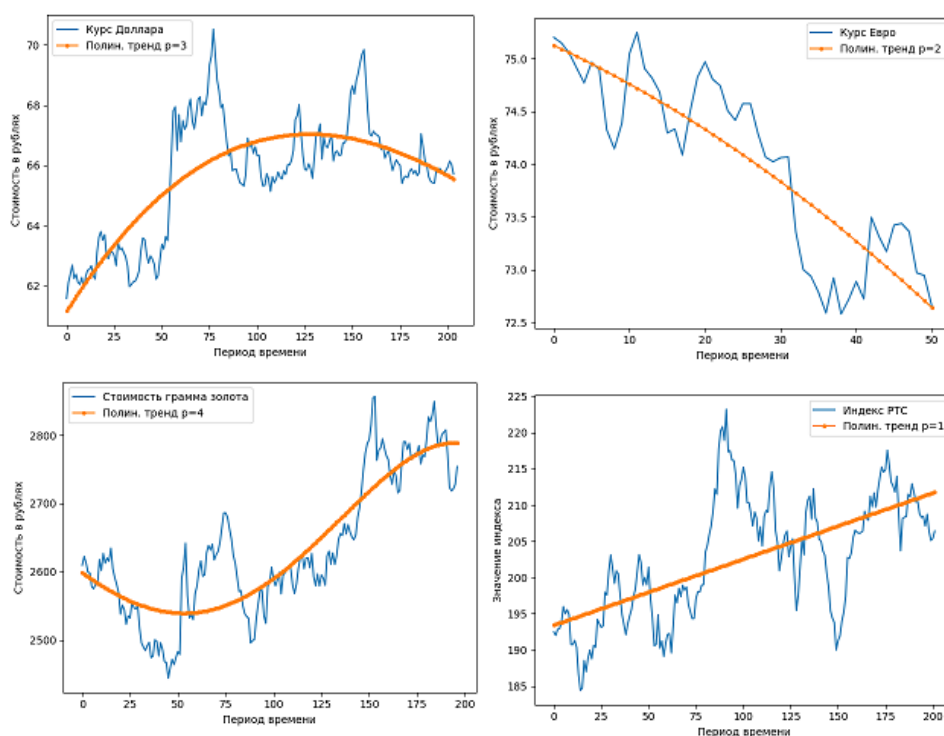 Курс Доллара
Полин. тренд p=3
70
68
66
64
62
0 25 50 75 100 125 150 175 200
Стоимость в рублях
Период времени
Курс Евро
Полин. тренд p=2
75.0
74.5
74.0
73.5
73.0
72.5
0 10 20 30 40 50
Стоимость в рублях
Период времени
Стоимость грамма золота
Полин. тренд p=4
2800
2700
2600
2500
0 25 50 75 100 125 150 175 200
Стоимость в рублях
Период времени
Индекс РТС
Полин. тренд p=1
225
220
215
210
205
200
195
190
185
0 25 50 75 100 125 150 175 200
Значение индекса
Период времени